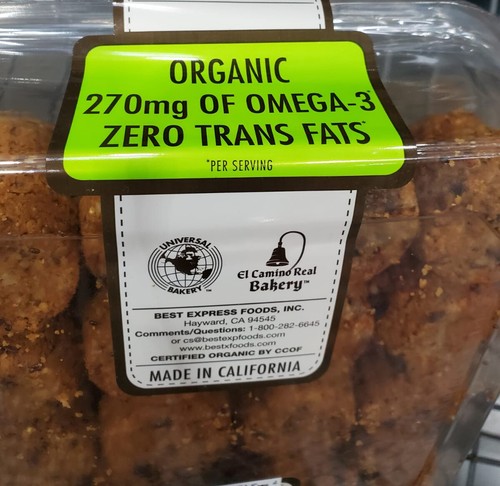 ORGANIC
270mg OF OMEGA-3*
ZERO TRANS FATS*
*PER SERVING
UNIVERSAL
BAKERY™
El Camino Real
Bakery™
BEST EXPRESS FOODS, INC.
Hayward, CA 94545
Comments/Questions: 1-800-282-6645
or cs@bestexpfoods.com
www.bestxfoods.com
CERTIFIED ORGANIC BY CCOF
MADE IN CALIFORNIA